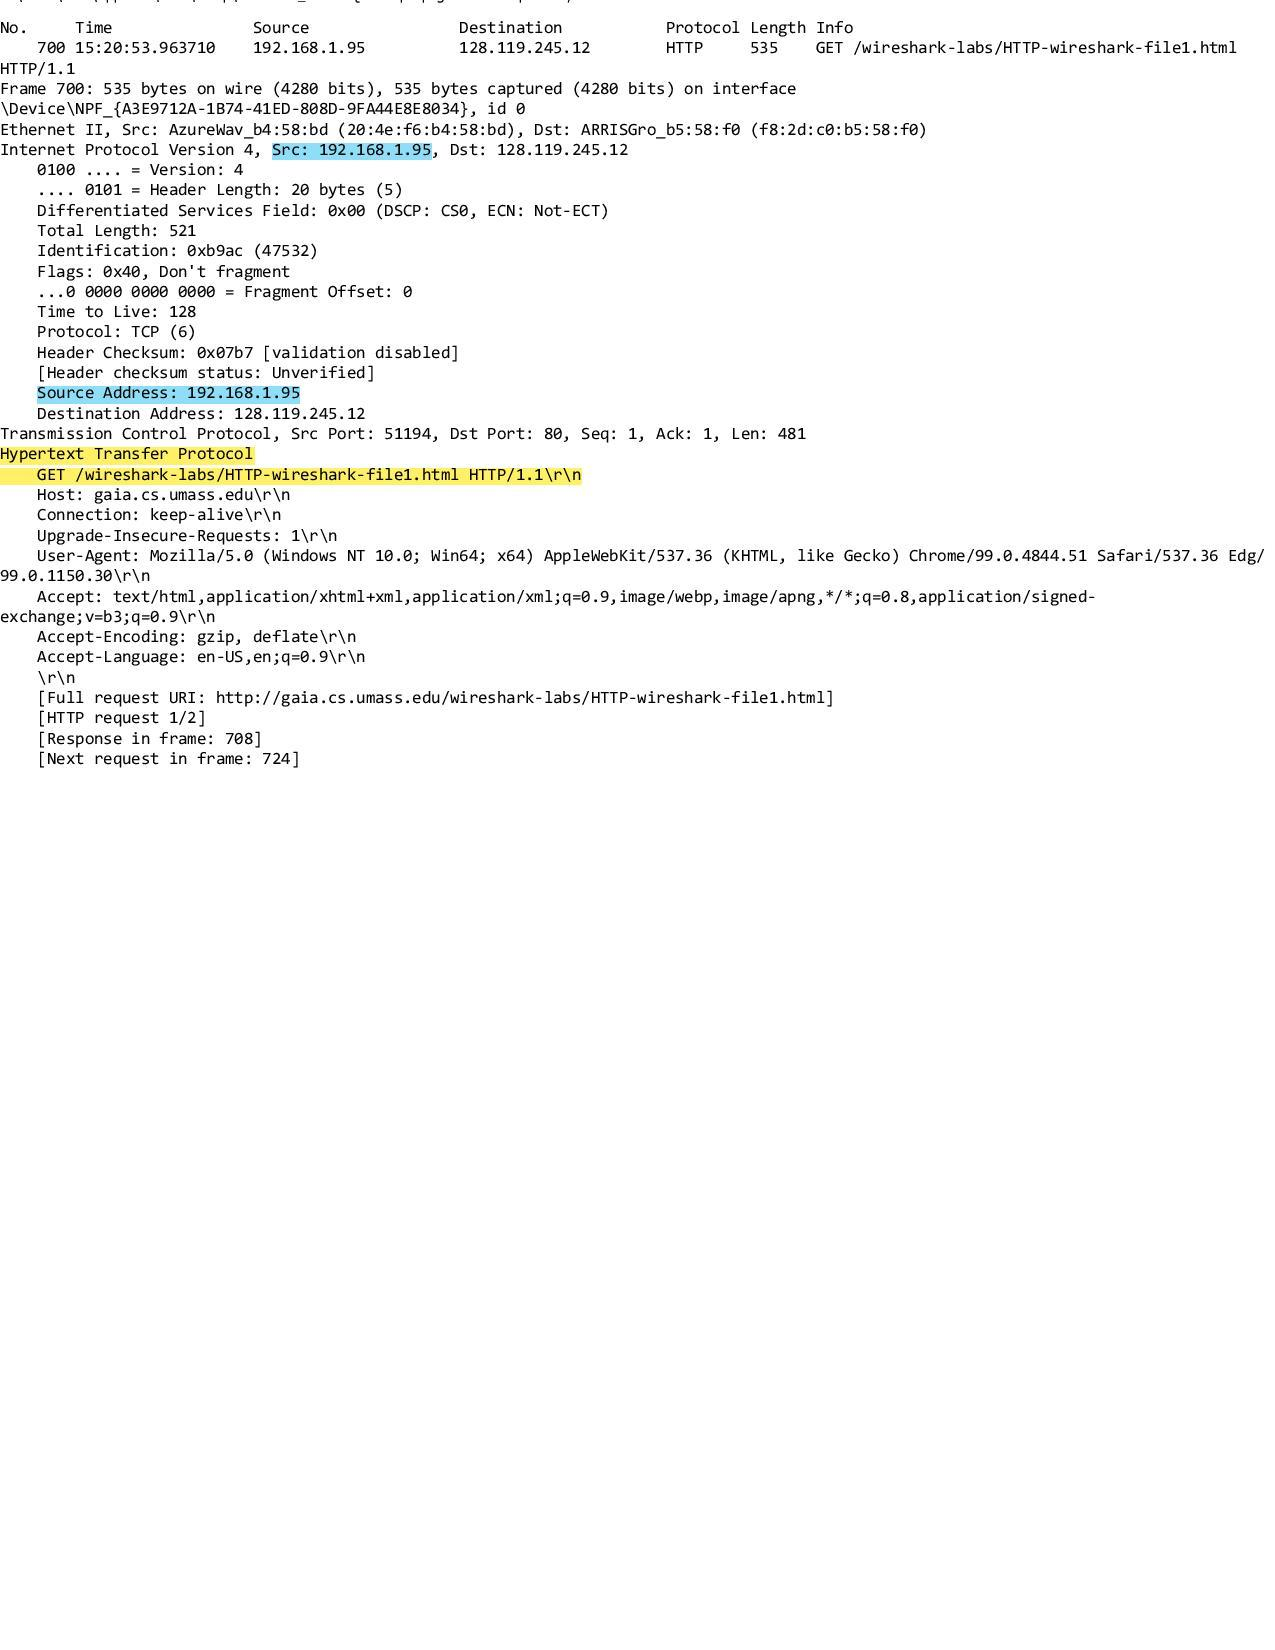 No.     Time               Source                Destination           Protocol Length Info
    700 15:20:53.963710    192.168.1.95          128.119.245.12        HTTP     535    GET /wireshark-labs/HTTP-wireshark-file1.html
HTTP/1.1
Frame 700: 535 bytes on wire (4280 bits), 535 bytes captured (4280 bits) on interface
\Device\NPF_{A3E9712A-1B74-41ED-808D-9FA44E8E8034}, id 0
Ethernet II, Src: AzureWav_b4:58:bd (20:4e:f6:b4:58:bd), Dst: ARRISGro_b5:58:f0 (f8:2d:c0:b5:58:f0)
Internet Protocol Version 4, Src: 192.168.1.95, Dst: 128.119.245.12
    0100 .... = Version: 4
    .... 0101 = Header Length: 20 bytes (5)
    Differentiated Services Field: 0x00 (DSCP: CS0, ECN: Not-ECT)
    Total Length: 521
    Identification: 0xb9ac (47532)
    Flags: 0x40, Don't fragment
    ...0 0000 0000 0000 = Fragment Offset: 0
    Time to Live: 128
    Protocol: TCP (6)
    Header Checksum: 0x07b7 [validation disabled]
    [Header checksum status: Unverified]
    Source Address: 192.168.1.95
    Destination Address: 128.119.245.12
Transmission Control Protocol, Src Port: 51194, Dst Port: 80, Seq: 1, Ack: 1, Len: 481
Hypertext Transfer Protocol
    GET /wireshark-labs/HTTP-wireshark-file1.html HTTP/1.1\r\n
    Host: gaia.cs.umass.edu\r\n
    Connection: keep-alive\r\n
    Upgrade-Insecure-Requests: 1\r\n
    User-Agent: Mozilla/5.0 (Windows NT 10.0; Win64; x64) AppleWebKit/537.36 (KHTML, like Gecko) Chrome/99.0.4844.51 Safari/537.36 Edg/
99.0.1150.30\r\n
    Accept: text/html,application/xhtml+xml,application/xml;q=0.9,image/webp,image/apng,*/*;q=0.8,application/signed-
exchange;v=b3;q=0.9\r\n
    Accept-Encoding: gzip, deflate\r\n
    Accept-Language: en-US,en;q=0.9\r\n
    \r\n
    [Full request URI: http://gaia.cs.umass.edu/wireshark-labs/HTTP-wireshark-file1.html]
    [HTTP request 1/2]
    [Response in frame: 708]
    [Next request in frame: 724]